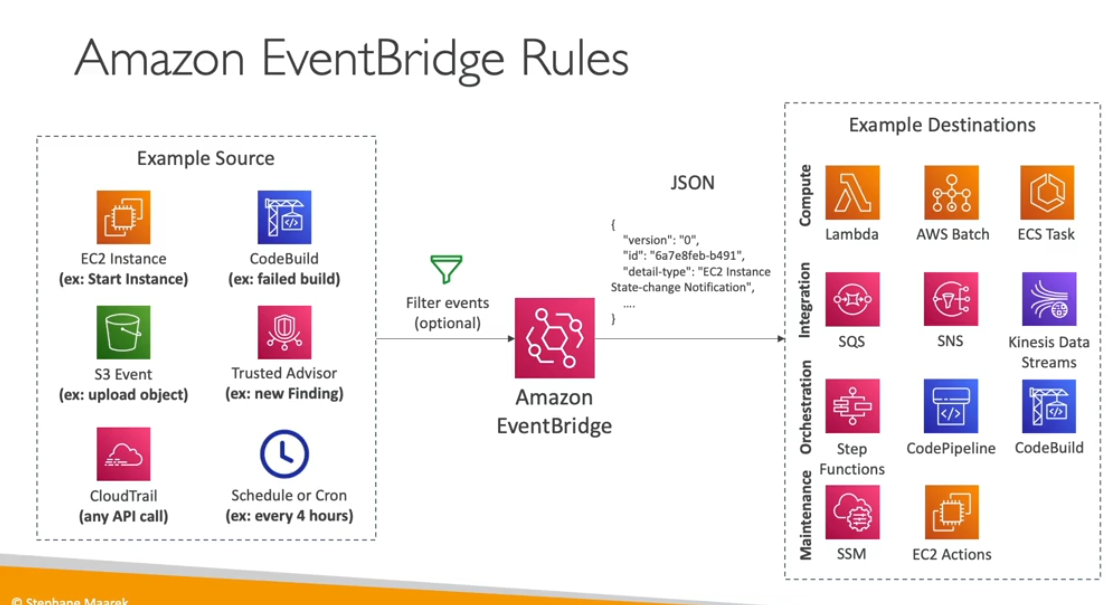 Amazon EventBridge Rules
Example Source
EC2 Instance
(ex: Start Instance)
CodeBuild
(ex: failed build)
S3 Event
(ex: upload object)
Trusted Advisor
(ex: new Finding)
CloudTrail
(any API call)
Schedule or Cron
(ex: every 4 hours)
Filter events
(optional)
Amazon
EventBridge
JSON
{
"version": "0",
"id": "6a7e8feb-b491",
"detail-type": "EC2 Instance
State-change Notification",
....
}
Example Destinations
Compute
Lambda
AWS Batch
ECS Task
Integration
SQS
SNS
Kinesis Data
Streams
Orchestration
Step
Functions
CodePipeline
CodeBuild
Maintenance
SSM
EC2 Actions
© Stephane Maarek